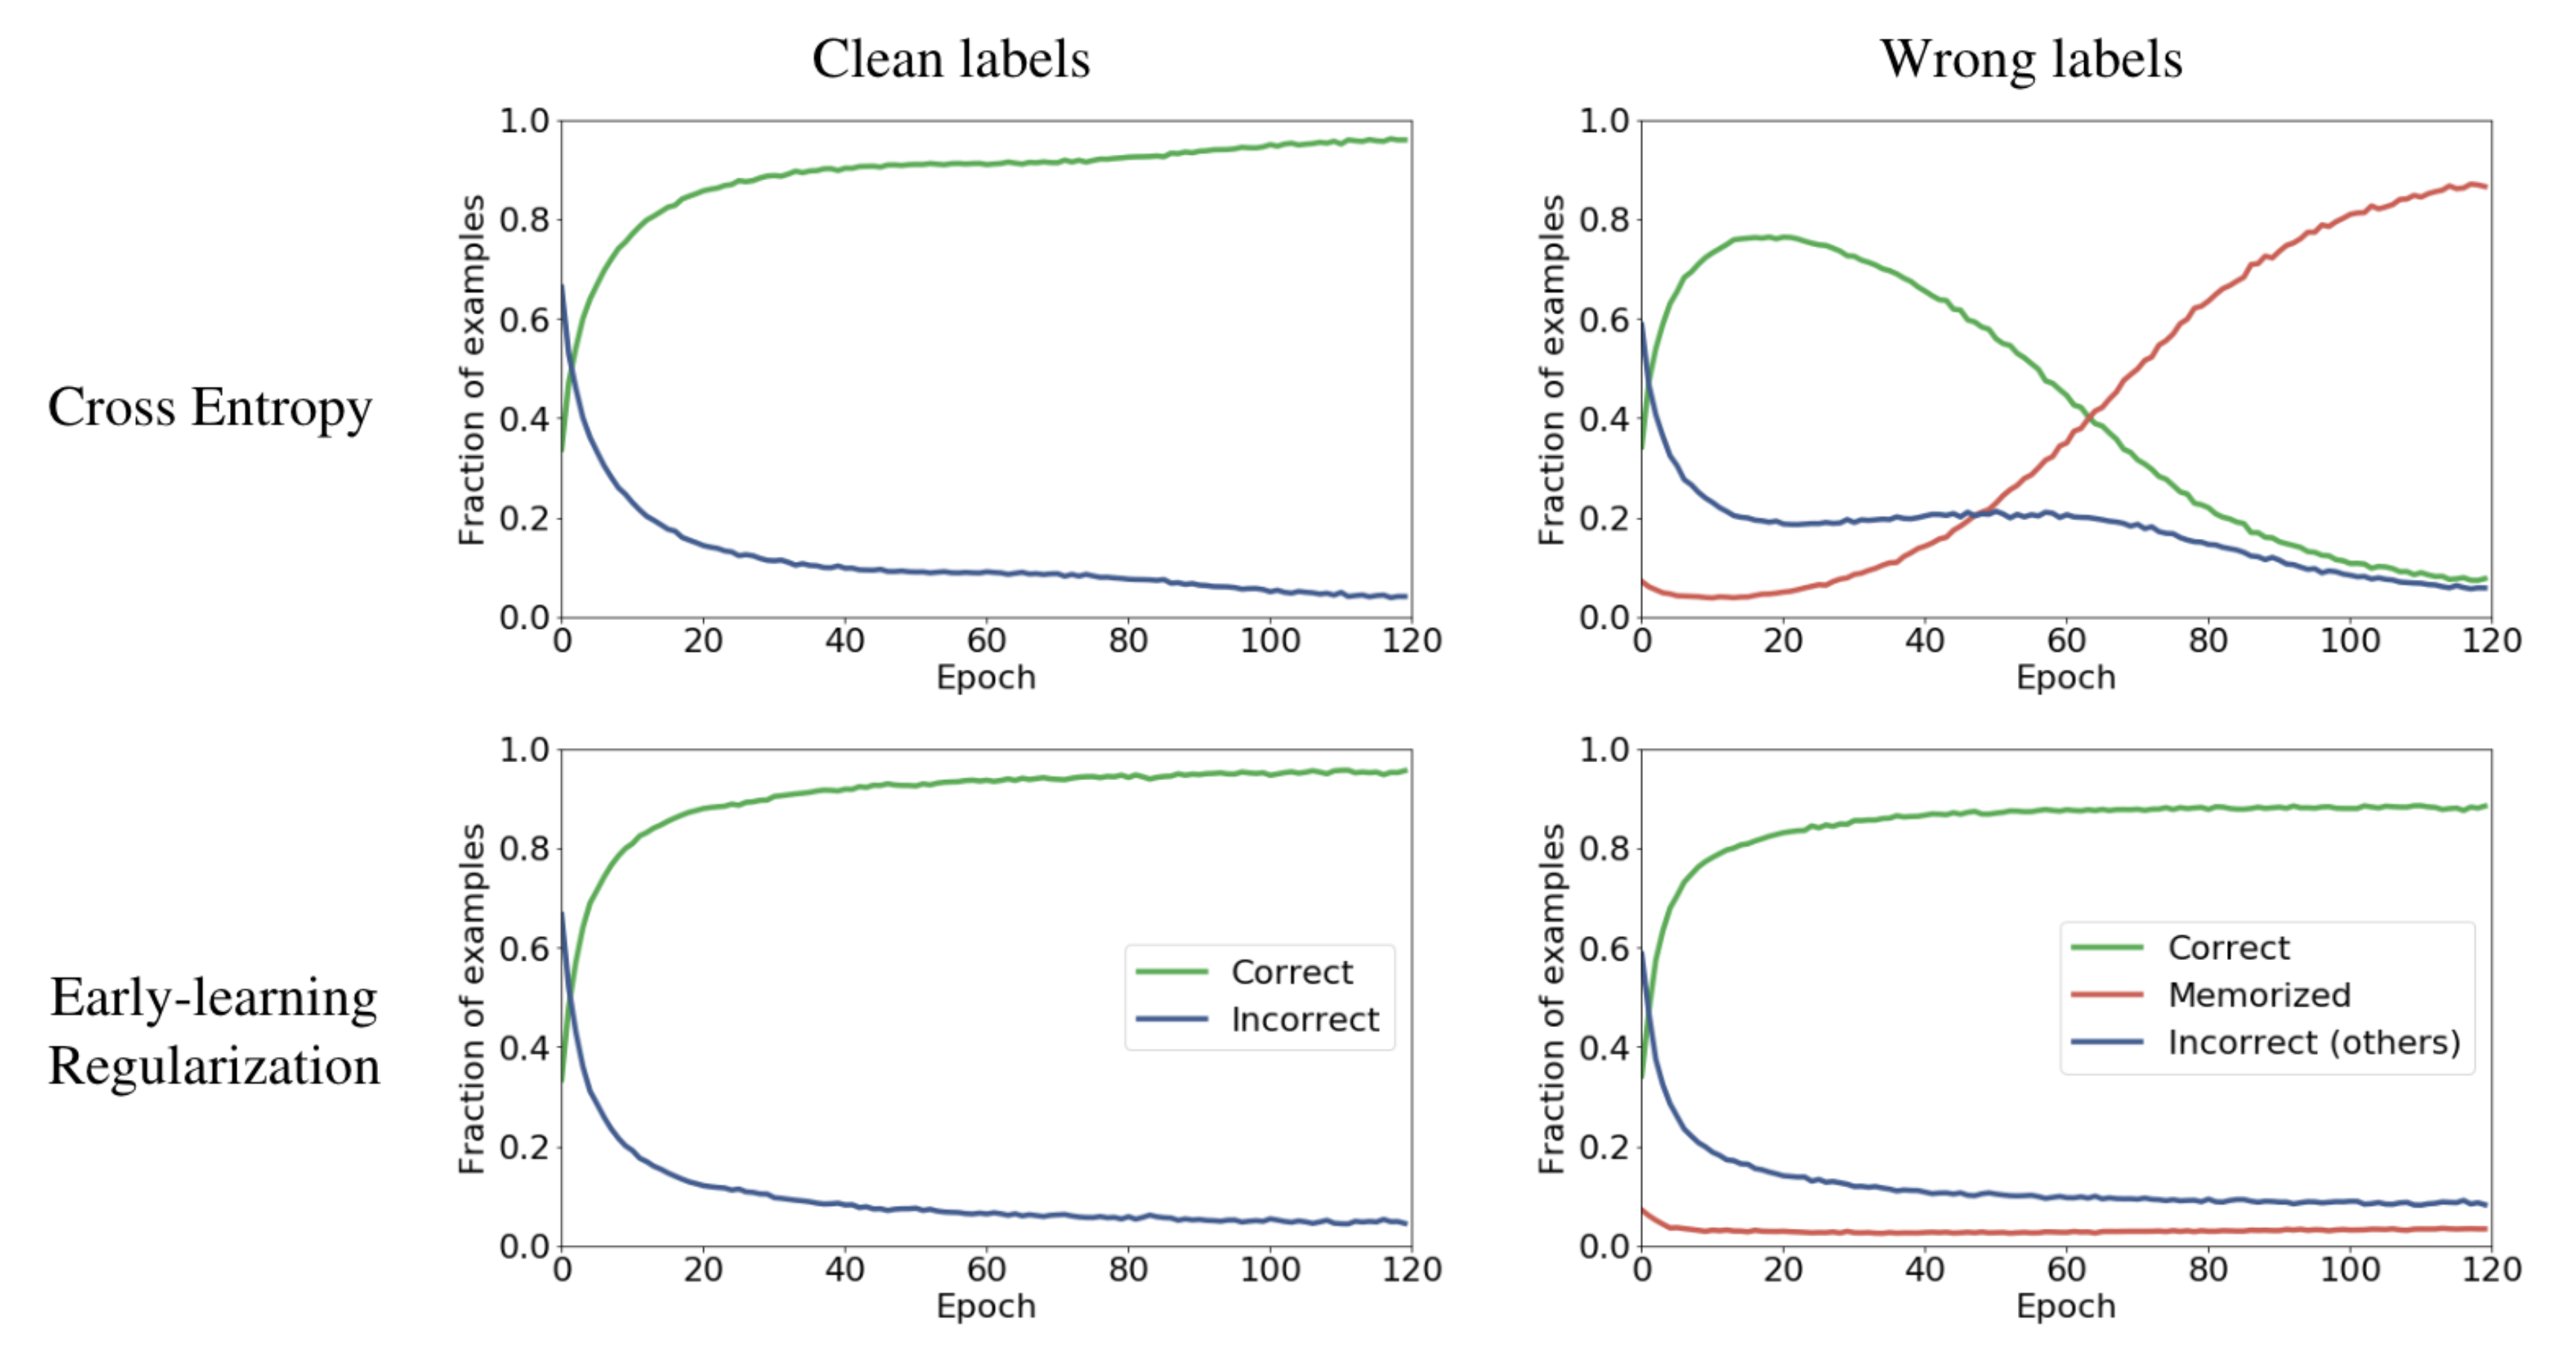 Clean labels
Wrong labels
Cross Entropy
1.0
0.8
0.6
0.4
0.2
0.0
Fraction of examples
0 20 40 60 80 100 120
Epoch
1.0
0.8
0.6
0.4
0.2
0.0
Fraction of examples
0 20 40 60 80 100 120
Epoch
Early-learning
Regularization
1.0
0.8
0.6
0.4
0.2
0.0
Fraction of examples
Correct
Incorrect
0 20 40 60 80 100 120
Epoch
1.0
0.8
0.6
0.4
0.2
0.0
Fraction of examples
Correct
Memorized
Incorrect (others)
0 20 40 60 80 100 120
Epoch